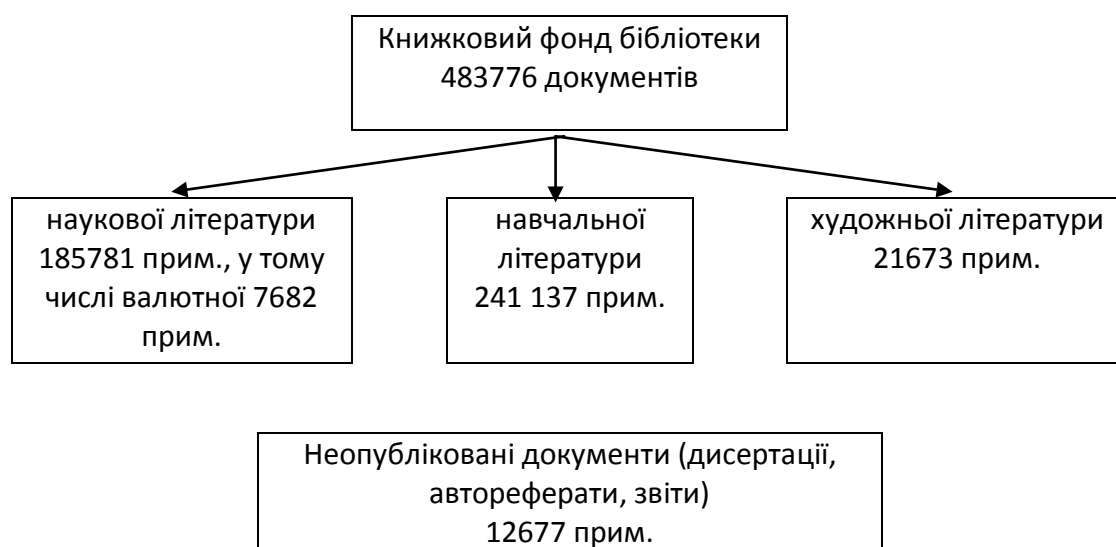 Книжковий фонд бібліотеки
483776 документів
наукової літератури
185781 прим., у тому
числі валютної 7682
прим.
навчальної
літератури
241 137 прим.
художньої літератури
21673 прим.
Неопубліковані документи (дисертації,
автореферати, звіти)
12677 прим.